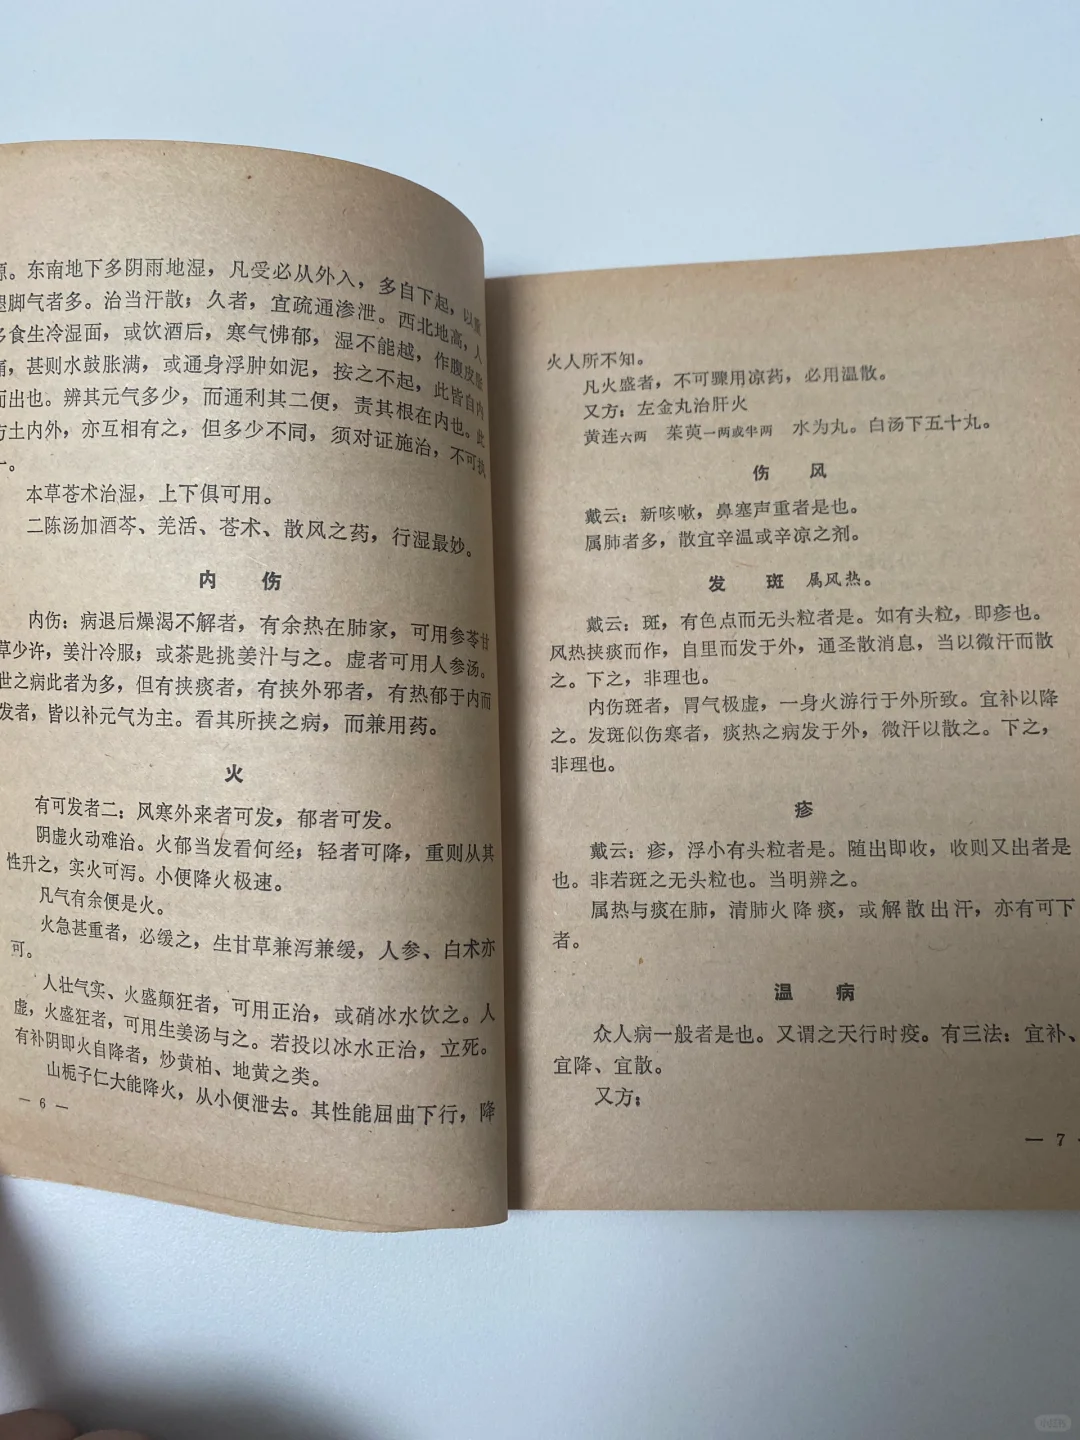 源。东南地下多阴雨地湿，凡受必从外入，多自下起，以重
腿脚气者多。治当汗散；久者，宜疏通渗泄。西北地高，人
多食生冷湿面，或饮酒后，寒气怫郁，湿不能越，作腹皮胀
痛，甚则水鼓胀满，或通身浮肿如泥，按之不起，此皆自内
而出也。辨其元气多少，而通利其二便，责其根在内也。此
方土内外，亦互相有之，但多少不同，须对证施治，不可执
一。
本草苍术治湿，上下俱可用。
二陈汤加酒芩、羌活、苍术、散风之药，行湿最妙。
内 伤
内伤：病退后燥渴不解者，有余热在肺家，可用参苓甘
草少许，姜汁冷服；或茶匙挑姜汁与之。虚者可用人参汤。
世之病此者为多，但有挟痰者，有挟外邪者，有热郁于内而
发者，皆以补元气为主。看其所挟之病，而兼用药。
火
有可发者二：风寒外来者可发，郁者可发。
阴虚火动难治。火郁当发看何经；轻者可降，重则从其
性升之，实火可泻。小便降火极速。
凡气有余便是火。
火急甚重者，必缓之，生甘草兼泻兼缓，人参、白术亦
可。
人壮气实、火盛颠狂者，可用正治，或硝冰水饮之。人
虚，火盛狂者，可用生姜汤与之。若投以冰水正治，立死。
有补阴即火自降者，炒黄柏、地黄之类。
山栀子仁大能降火，从小便泄去。其性能屈曲下行，降
— 6 —
火人所不知。
凡火盛者，不可骤用凉药，必用温散。
又方：左金丸治肝火
黄连六两 茱萸一两或半两 水为丸。白汤下五十丸。
伤 风
戴云：新咳嗽，鼻塞声重者是也。
属肺者多，散宜辛温或辛凉之剂。
发 斑 属风热。
戴云：斑，有色点而无头粒者是。如有头粒，即疹也。
风热挟痰而作，自里而发于外，通圣散消息，当以微汗而散
之。下之，非理也。
内伤斑者，胃气极虚，一身火游行于外所致。宜补以降
之。发斑似伤寒者，痰热之病发于外，微汗以散之。下之，
非理也。
疹
戴云：疹，浮小有头粒者是。随出即收，收则又出者是
也。非若斑之无头粒也。当明辨之。
属热与痰在肺，清肺火降痰，或解散出汗，亦有可下
者。
温 病
众人病一般者是也。又谓之天行时疫。有三法：宜补、
宜降、宜散。
又方：
— 7
小红书